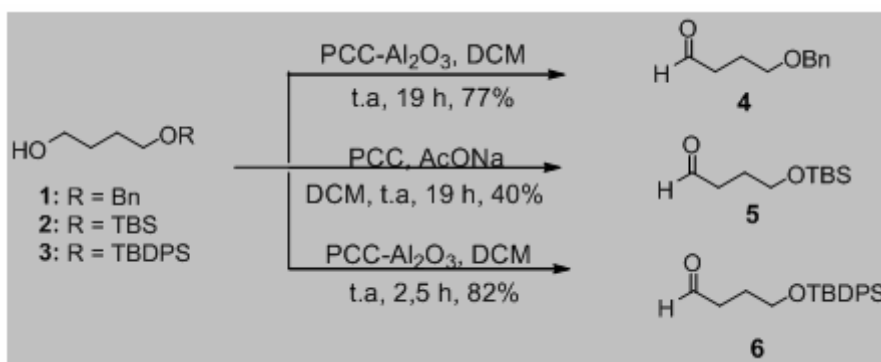 HO
OR
1: R = Bn
2: R = TBS
3: R = TBDPS
PCC-Al2O3, DCM
t.a, 19 h, 77%
O
H
OBn
4
PCC, AcONa
DCM, t.a, 19 h, 40%
O
H
OTBS
5
PCC-Al2O3, DCM
t.a, 2,5 h, 82%
O
H
OTBDPS
6